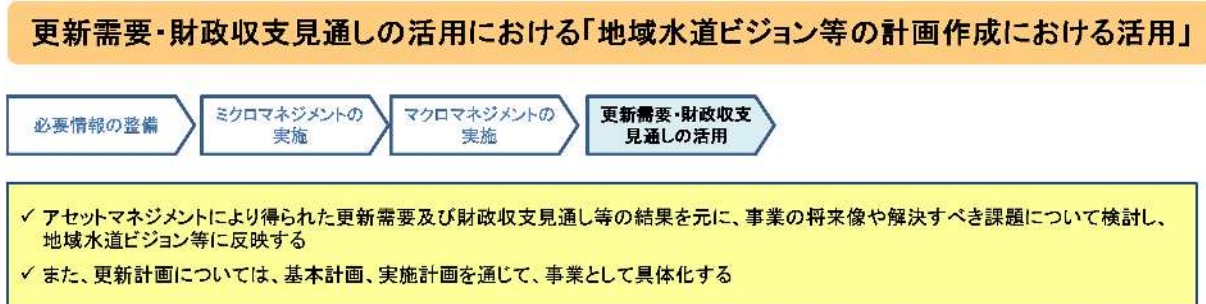 更新需要・財政収支見通しの活用における「地域水道ビジョン等の計画作成における活用」
必要情報の整備
ミクロマネジメントの
実施
マクロマネジメントの
実施
更新需要・財政収支
見通しの活用
✓ アセットマネジメントにより得られた更新需要及び財政収支見通し等の結果を元に、事業の将来像や解決すべき課題について検討し、
地域水道ビジョン等に反映する
✓ また、更新計画については、基本計画、実施計画を通じて、事業として具体化する